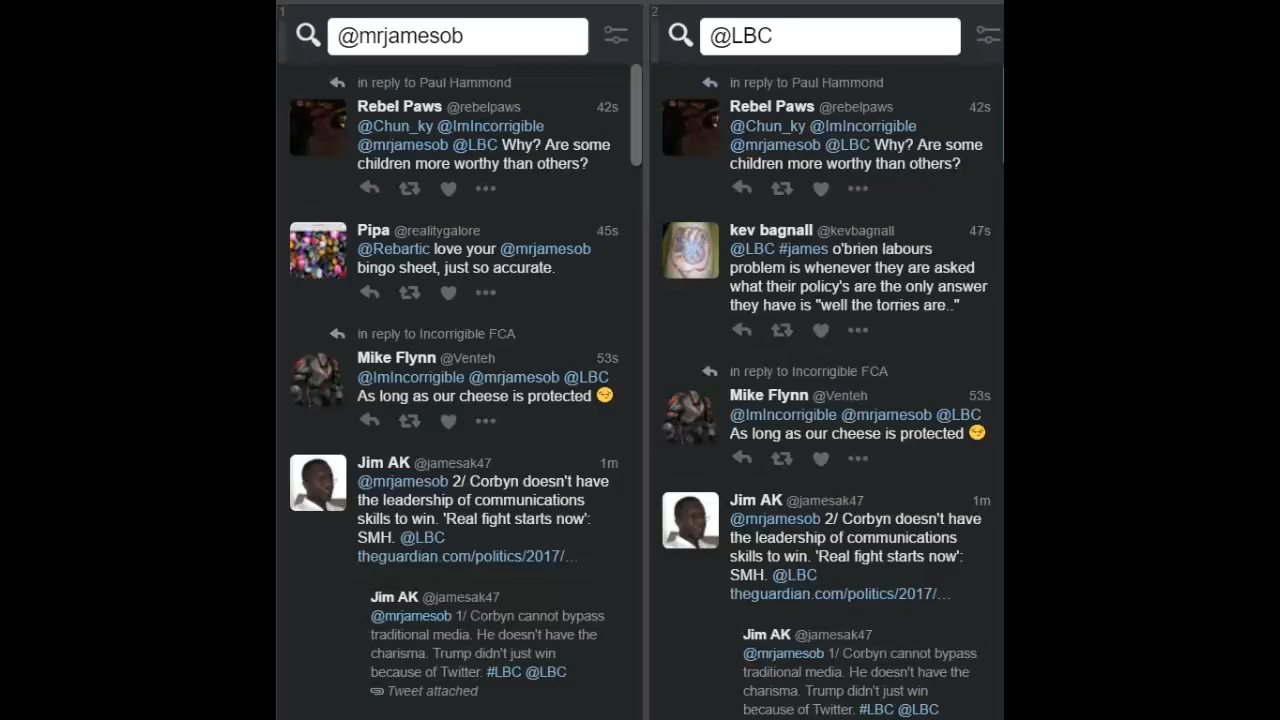 1
@mrjamesob
in reply to Paul Hammond
Rebel Paws @rebelpaws 42s
@Chun_ky @ImIncorrigible
@mrjamesob @LBC Why? Are some
children more worthy than others?
Pipa @realitygalore 45s
@Rebartic love your @mrjamesob
bingo sheet, just so accurate.
in reply to Incorrigible FCA
Mike Flynn @Venteh 53s
@ImIncorrigible @mrjamesob @LBC
As long as our cheese is protected 😏
Jim AK @jamesak47 1m
@mrjamesob 2/ Corbyn doesn't have
the leadership of communications
skills to win. 'Real fight starts now':
SMH. @LBC
theguardian.com/politics/2017/...
Jim AK @jamesak47
@mrjamesob 1/ Corbyn cannot bypass
traditional media. He doesn't have the
charisma. Trump didn't just win
because of Twitter. #LBC @LBC
Tweet attached
2
@LBC
in reply to Paul Hammond
Rebel Paws @rebelpaws 42s
@Chun_ky @ImIncorrigible
@mrjamesob @LBC Why? Are some
children more worthy than others?
kev bagnall @kevbagnall 47s
@LBC #james o'brien labours
problem is whenever they are asked
what their policy's are the only answer
they have is "well the torries are.."
in reply to Incorrigible FCA
Mike Flynn @Venteh 53s
@ImIncorrigible @mrjamesob @LBC
As long as our cheese is protected 😏
Jim AK @jamesak47 1m
@mrjamesob 2/ Corbyn doesn't have
the leadership of communications
skills to win. 'Real fight starts now':
SMH. @LBC
theguardian.com/politics/2017/...
Jim AK @jamesak47
@mrjamesob 1/ Corbyn cannot bypass
traditional media. He doesn't have the
charisma. Trump didn't just win
because of Twitter. #LBC @LBC